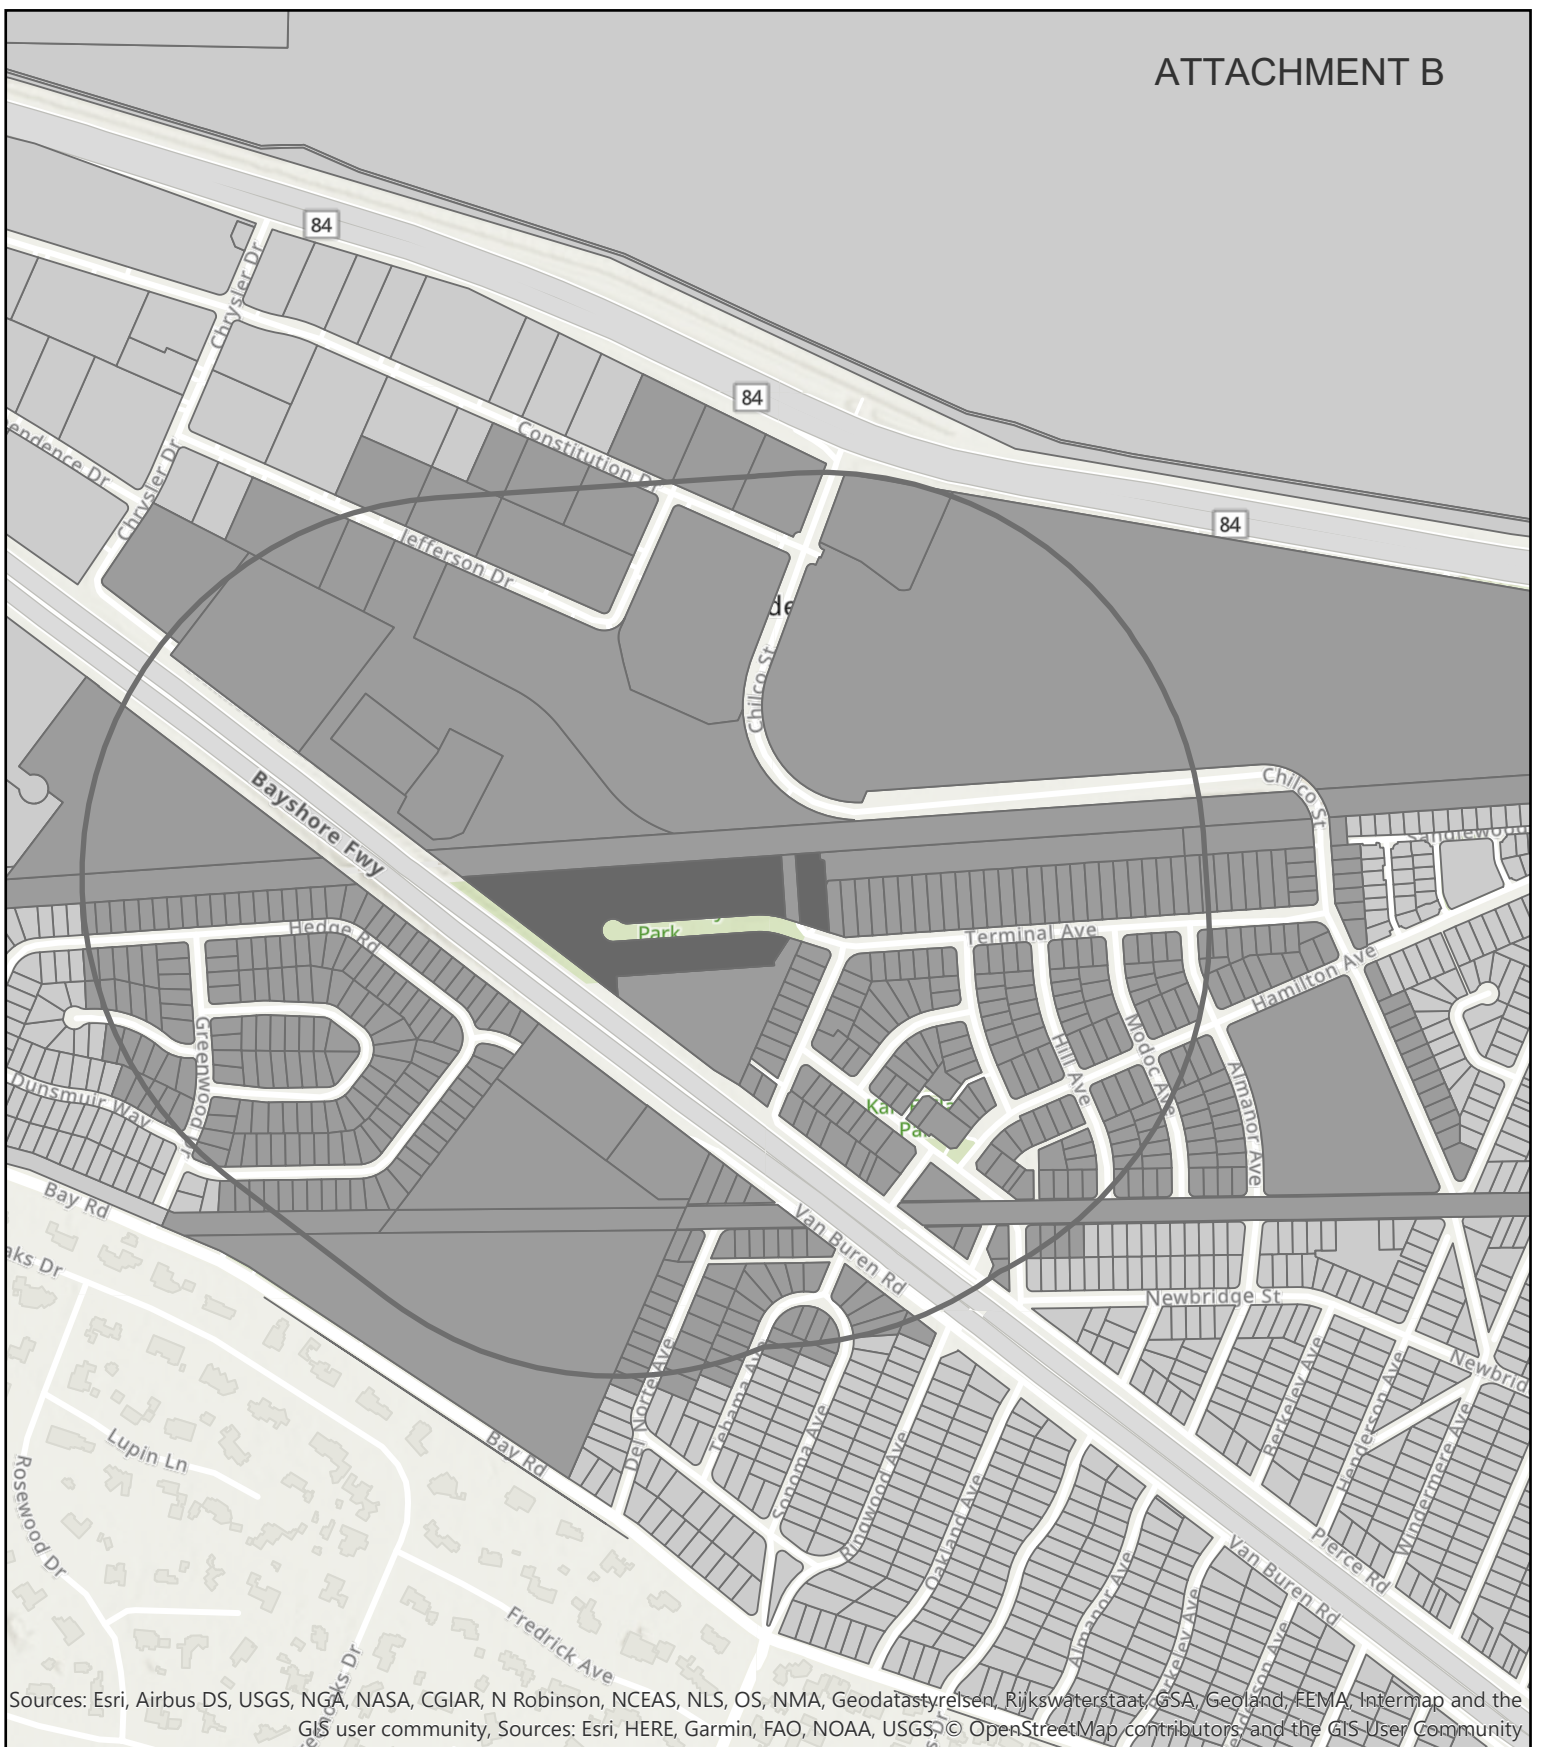 ATTACHMENT B
84
Chrysler Dr
84
Constitution
Chrysler Dr
84
Jefferson Dr
de
Chilco St
Chilco St
Bayshore Fwy
Park
Hedge Rd
Terminal Ave
Hamilton Ave
Greenwood
Modoc Ave
Hill Ave
Almanor Ave
Dunsmuir Way
Bay Rd
Van Buren Rd
Newbridge St
Newbrid
Del Norte Ave
Tehama Ave
Sonoma Ave
Ringwood Ave
Oakland Ave
Berkeley Ave
Henderson Ave
Windermere Ave
Lupin Ln
Bay Rd
Rosewood Dr
Fredrick Ave
Almanor Ave
Van Buren Rd
Pierce Rd
Sources: Esri, Airbus DS, USGS, NGA, NASA, CGIAR, N Robinson, NCEAS, NLS, OS, NMA, Geodatastyrelsen, Rijkswaterstaat, GSA, Geoland, FEMA, Intermap and the
GIS user community, Sources: Esri, HERE, Garmin, FAO, NOAA, USGS, © OpenStreetMap contributors, and the GIS User Community